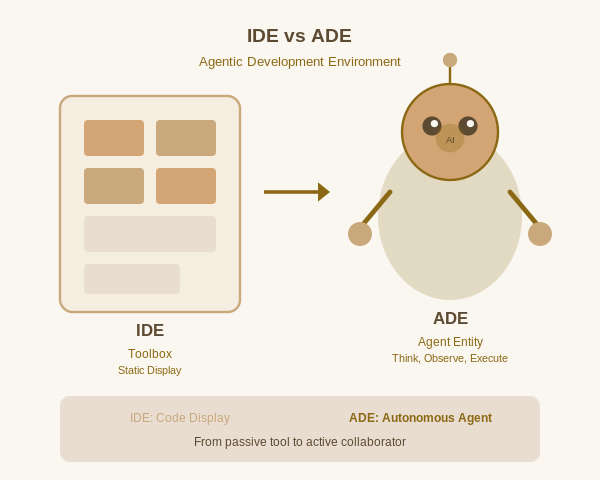 IDE vs ADE
Agentic Development Environment
AI
IDE
Toolbox
Static Display
ADE
Agent Entity
Think, Observe, Execute
IDE: Code Display
ADE: Autonomous Agent
From passive tool to active collaborator